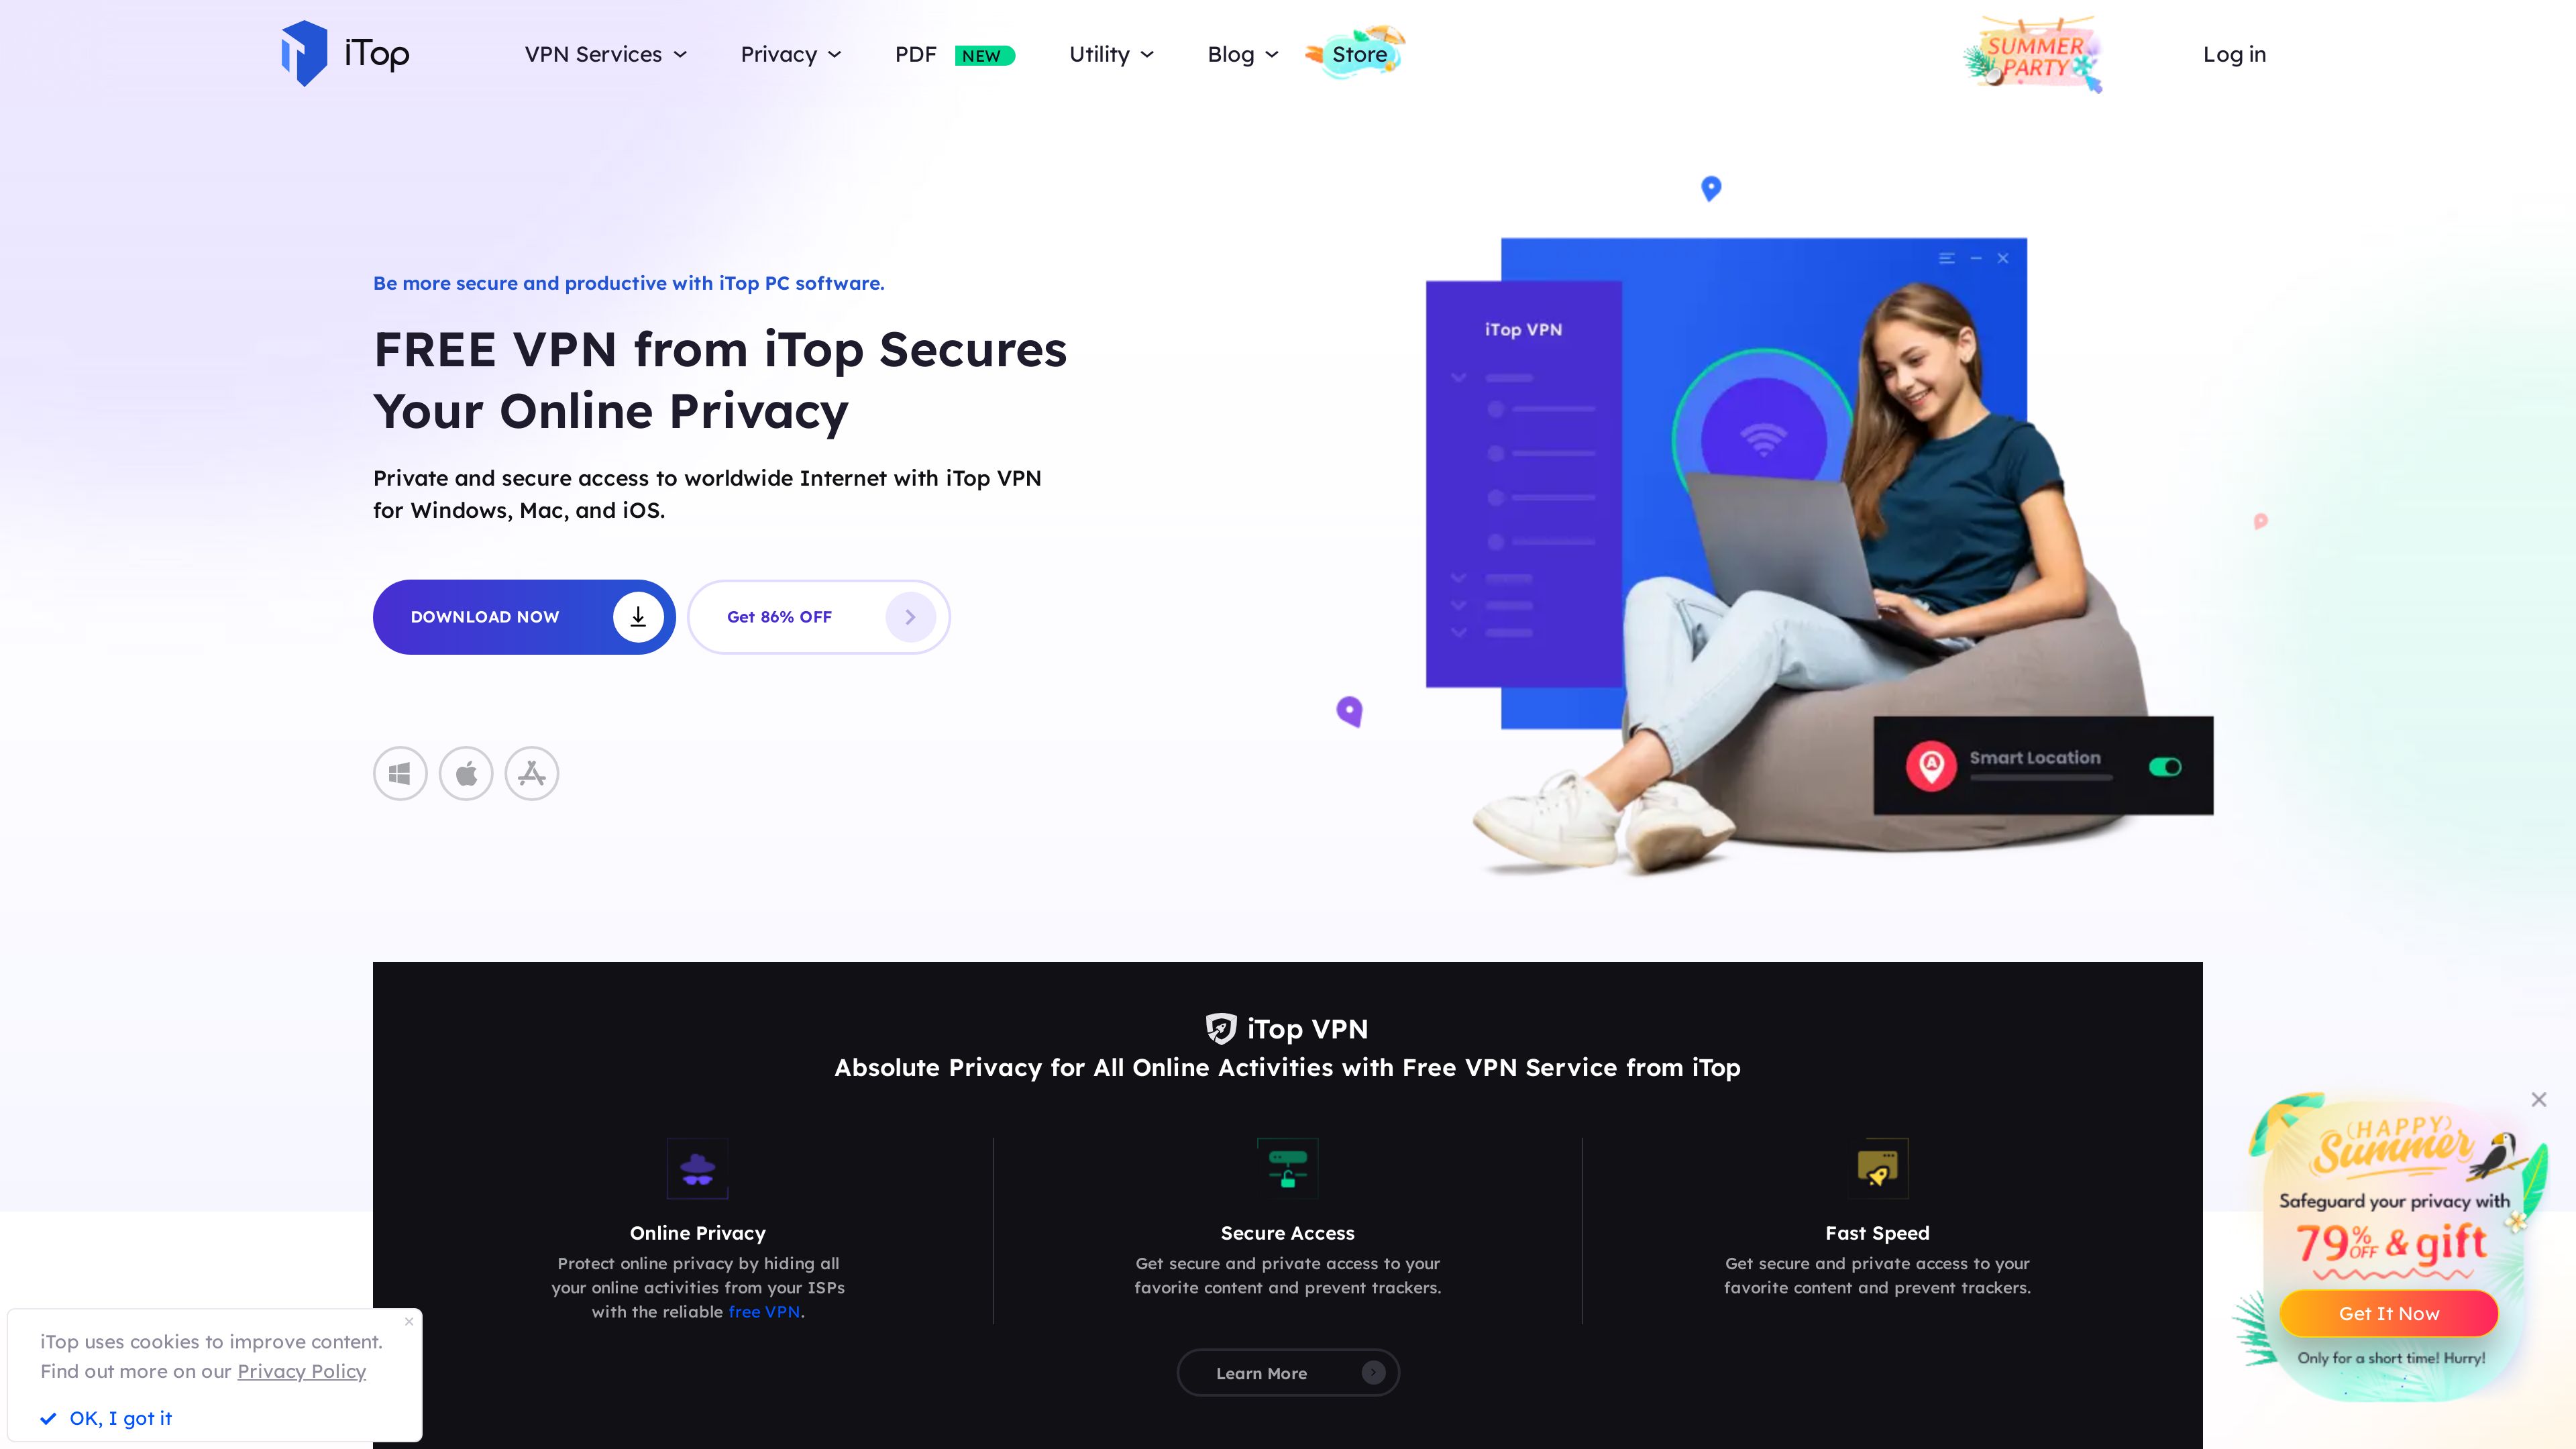 iTop
VPN Services
Privacy
PDF NEW
Utility
Blog
Store
SUMMER
PARTY
Log in
Be more secure and productive with iTop PC software.
FREE VPN from iTop Secures
Your Online Privacy
Private and secure access to worldwide Internet with iTop VPN
for Windows, Mac, and iOS.
DOWNLOAD NOW
Get 86% OFF
iTop VPN
A Smart Location
iTop VPN
Absolute Privacy for All Online Activities with Free VPN Service from iTop
Online Privacy
Protect online privacy by hiding all
your online activities from your ISPs
with the reliable free VPN.
Secure Access
Get secure and private access to your
favorite content and prevent trackers.
Fast Speed
Get secure and private access to your
favorite content and prevent trackers.
Learn More
iTop uses cookies to improve content.
Find out more on our Privacy Policy
OK, I got it
(HAPPY)
Summer
Safeguard your privacy with
79% OFF & gift
Get It Now
Only for a short time! Hurry!